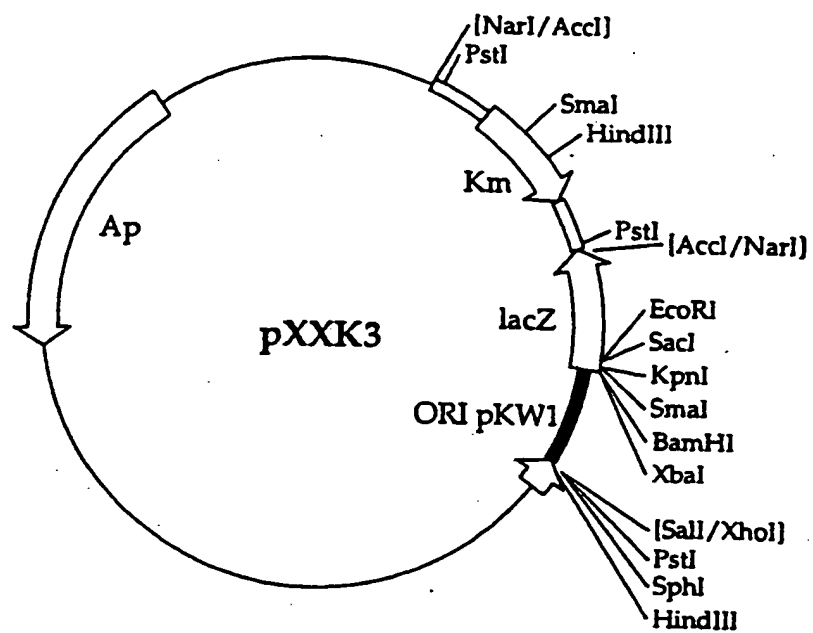 [NarI/AccI]
PstI
SmaI
HindIII
Km
PstI
[AccI/NarI]
Ap
lacZ
pXXK3
EcoRI
SacI
KpnI
SmaI
BamHI
XbaI
ORI pKW1
[SalI/XhoI]
PstI
SphI
HindIII